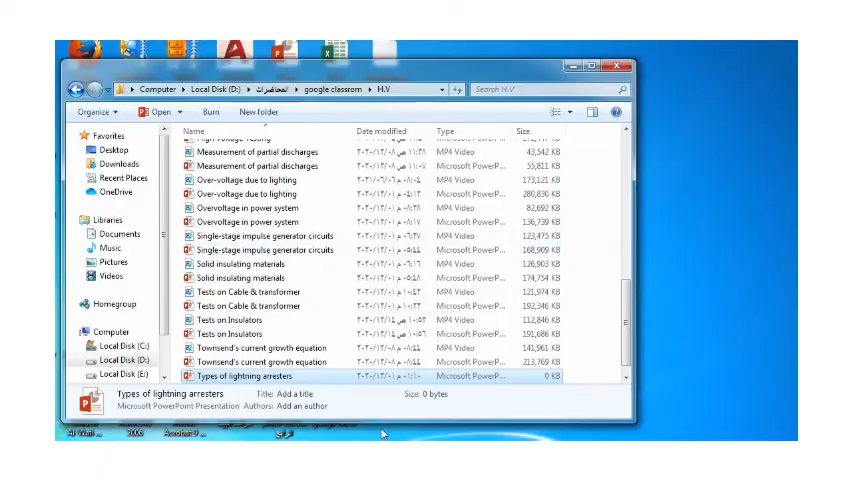 Computer ▸ Local Disk (D:) ▸ المحاضرات ▸ google classrom ▸ H.V
Search H.V
Organize Open Burn New folder
Name Date modified Type Size
Favorites
Desktop
Downloads
Recent Places
OneDrive
Libraries
Documents
Music
Pictures
Videos
Homegroup
Computer
Local Disk (C:)
Local Disk (D:)
Local Disk (E:)
Measurement of partial discharges MP4 Video 43,542 KB
Measurement of partial discharges Microsoft PowerP... 55,811 KB
Over-voltage due to lighting MP4 Video 173,121 KB
Over-voltage due to lighting Microsoft PowerP... 280,830 KB
Overvoltage in power system MP4 Video 82,692 KB
Overvoltage in power system Microsoft PowerP... 136,739 KB
Single-stage impulse generator circuits MP4 Video 123,475 KB
Single-stage impulse generator circuits Microsoft PowerP... 168,909 KB
Solid insulating materials MP4 Video 126,903 KB
Solid insulating materials Microsoft PowerP... 174,754 KB
Tests on Cable & transformer MP4 Video 121,974 KB
Tests on Cable & transformer Microsoft PowerP... 192,346 KB
Tests on Insulators MP4 Video 112,846 KB
Tests on Insulators Microsoft PowerP... 191,686 KB
Townsend's current growth equation MP4 Video 141,961 KB
Townsend's current growth equation Microsoft PowerP... 213,769 KB
Types of lightning arresters Microsoft PowerP... 0 KB
Types of lightning arresters Title: Add a title Size: 0 bytes
Microsoft PowerPoint Presentation Authors: Add an author